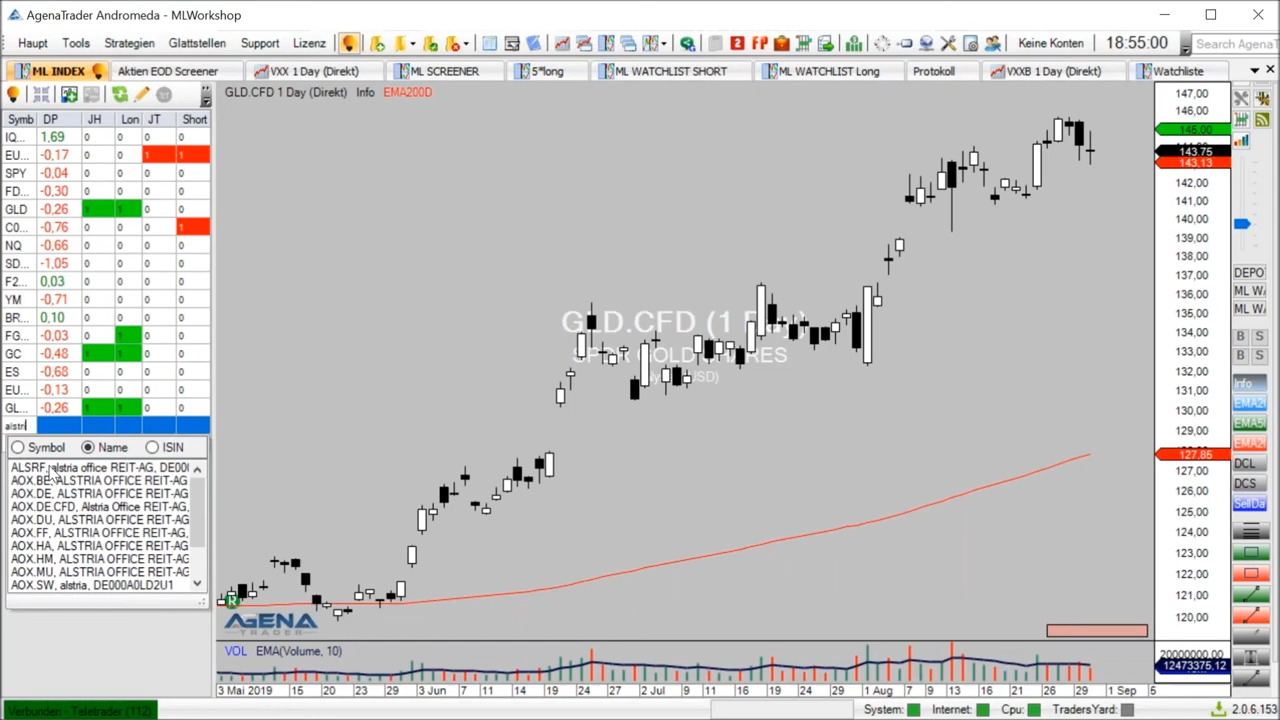 AgenaTrader Andromeda - MLWorkshop
Haupt Tools Strategien Glattstellen Support Lizenz Keine Konten 18:55:00 Search AgenaT
ML INDEX Aktien EOD Screener VXX 1 Day (Direkt) ML SCREENER S*long ML WATCHLIST SHORT ML WATCHLIST Long Protokoll VXXB 1 Day (Direkt) Watchliste
GLD.CFD 1 Day (Direkt) Info EMA200D
Symb DP JH Lon JT Short
IQ... 1,69 0 0 0 0
EU... -0,17 0 0 1 1
SPY -0,04 0 0 0 0
FD... -0,30 0 0 0 0
GLD -0,26 1 1 0 0
C0... -0,76 0 0 0 1
NQ -0,66 0 0 0 0
SD... -1,05 0 0 0 0
F2... 0,03 0 0 0 0
YM -0,71 0 0 0 0
BR... 0,10 0 0 0 0
FG... -0,03 0 1 0 0
GC -0,48 1 1 0 0
ES -0,68 0 0 0 0
EU... -0,13 0 0 0 0
GL... -0,26 1 1 0 0
alstri
Symbol Name ISIN
ALSRF, alstria office REIT-AG, DE000
AOX.BE, ALSTRIA OFFICE REIT-AG
AOX.DE, ALSTRIA OFFICE REIT-AG
AOX.DE.CFD, Alstria Office REIT-AG,
AOX.DU, ALSTRIA OFFICE REIT-AG
AOX.FF, ALSTRIA OFFICE REIT-AG,
AOX.HA, ALSTRIA OFFICE REIT-AG
AOX.HM, ALSTRIA OFFICE REIT-AG
AOX.MU, ALSTRIA OFFICE REIT-AG
AOX.SW, alstria, DE000A0LD2U1
GLD.CFD (1 Day)
SPDR GOLD SHARES
147,00
146,00
145,00
143,75
143,13
142,00
141,00
140,00
139,00
138,00
137,00
136,00
135,00
134,00
133,00
132,00
131,00
130,00
129,00
127,85
127,00
126,00
125,00
124,00
123,00
122,00
121,00
120,00
DEPO
ML WA
ML WA
B S
B S
Info
EMA2
EMA5
EMA2
DCL
DCS
SellDa
R
AGENA
TRADER
VOL EMA(Volume, 10)
20000000,00
12473375,12
3 Mai 2019 15 20 23 29 3 Jun 6 11 14 19 24 27 2 Jul 9 11 16 19 24 29 1 Aug 7 9 13 16 21 26 29 1 Sep 5
Verbunden - Teletrader (112) System: Internet: Cpu: TradersYard: 2.0.6.153